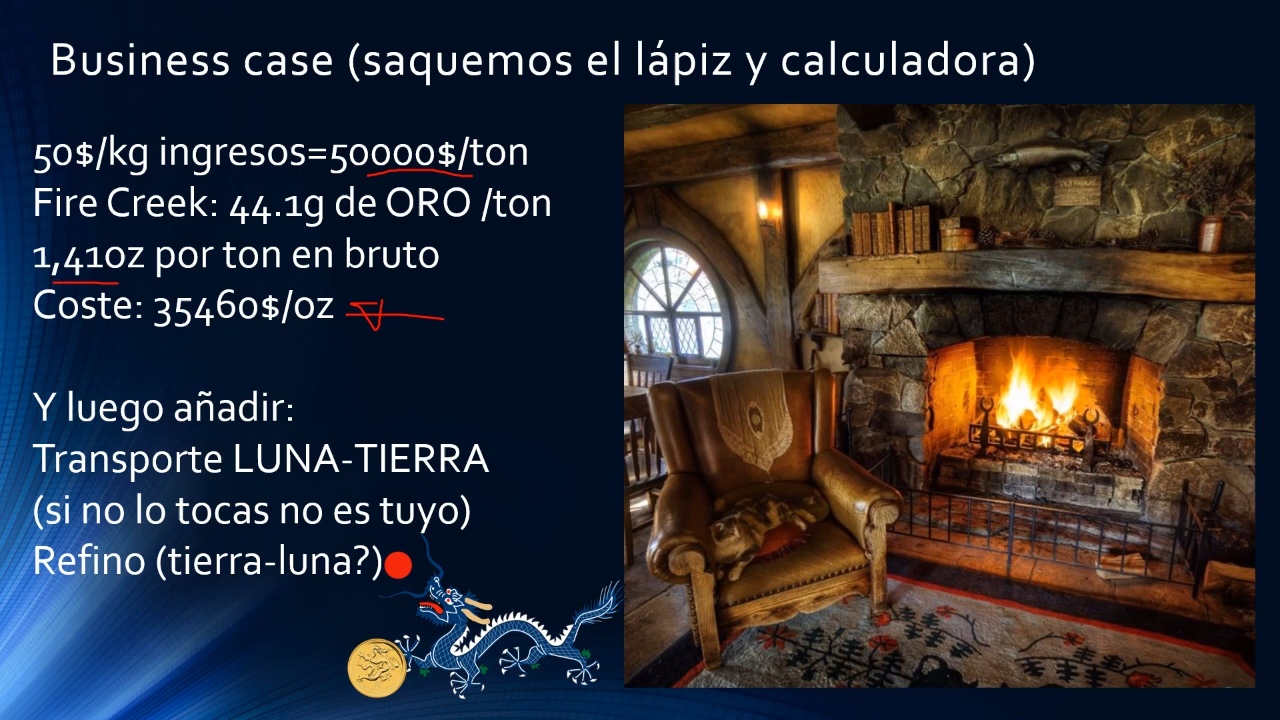 Business case (saquemos el lápiz y calculadora)
50$/kg ingresos=50000$/ton
Fire Creek: 44.1g de ORO /ton
1,41oz por ton en bruto
Coste: 35460$/oz
Y luego añadir:
Transporte LUNA-TIERRA
(si no lo tocas no es tuyo)
Refino (tierra-luna?)